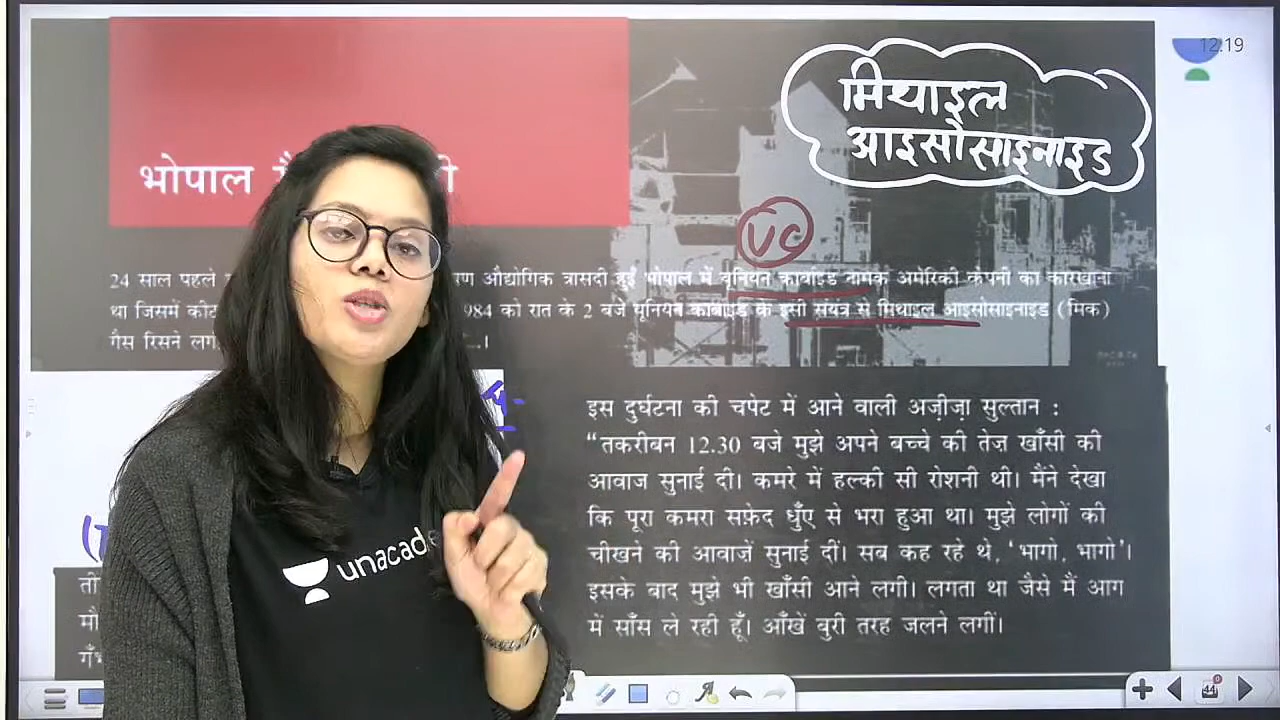 12:19
मिथाइल
आइसोसाइनाइड
भोपाल
UC
24 साल पहले
औद्योगिक त्रासदी हुई भोपाल में यूनियन कार्बाइड नामक अमेरिकी कंपनी का कारखाना
था जिसमें
984 को रात के 2 बजे यूनियन कार्बाइड के इसी संयंत्र से मिथाइल आइसोसाइनाइड (मिक)
गैस रिसने
इस दुर्घटना की चपेट में आने वाली अज़ीज़ा सुल्तान :
“तकरीबन 12.30 बजे मुझे अपने बच्चे की तेज़ खाँसी की
आवाज सुनाई दी। कमरे में हल्की सी रोशनी थी। मैंने देखा
कि पूरा कमरा सफ़ेद धुँए से भरा हुआ था। मुझे लोगों की
चीखने की आवाज़ें सुनाई दीं। सब कह रहे थे, ‘भागो, भागो’।
इसके बाद मुझे भी खाँसी आने लगी। लगता था जैसे मैं आग
में साँस ले रही हूँ। आँखें बुरी तरह जलने लगीं।
unacade
44